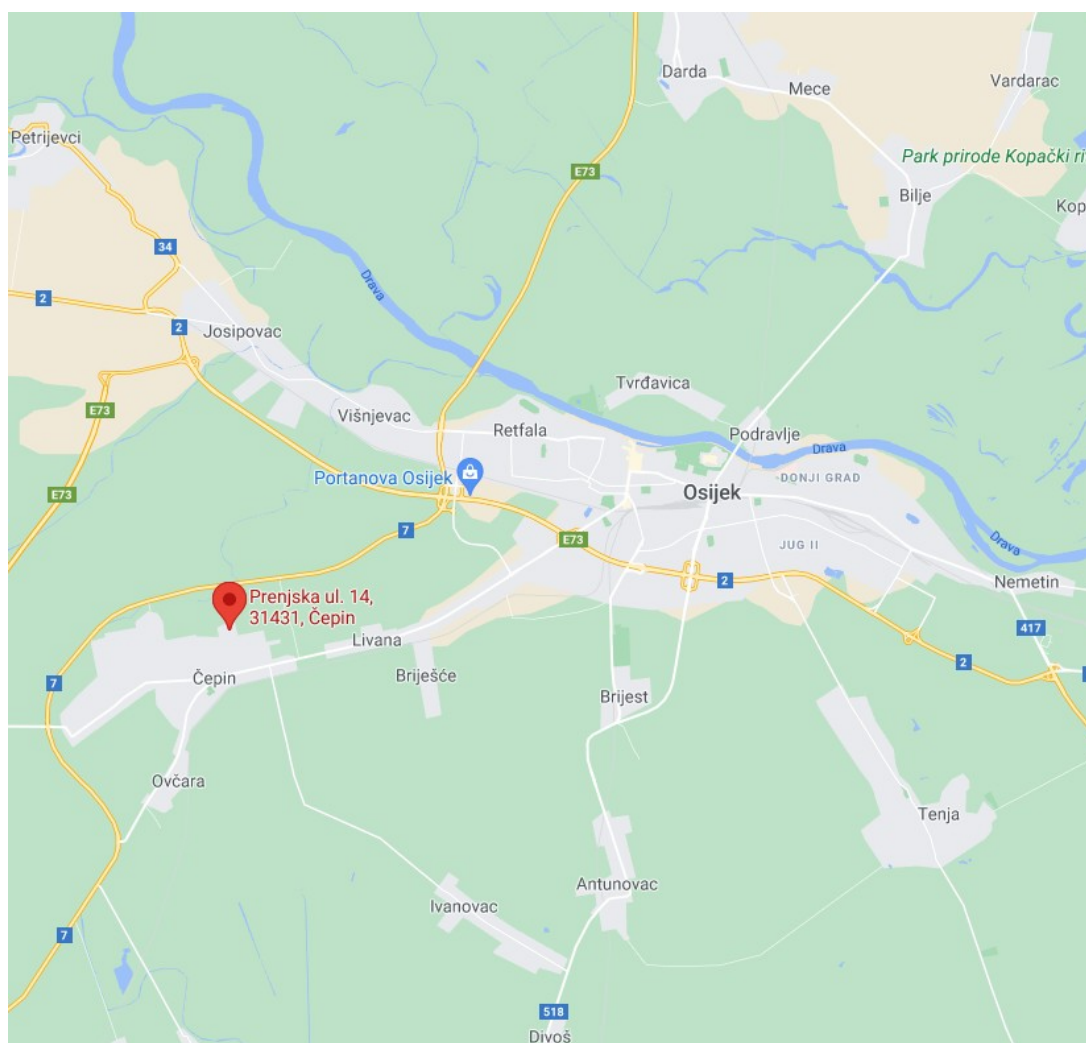 Darda
Mece
Vardarac
Petrijevci
Park prirode Kopački ri
E73
Bilje
Kop
34
Drava
2
2
Josipovac
Tvrđavica
E73
Višnjevac
Retfala
Podravlje
Drava
Portanova Osijek
DONJI GRAD
Osijek
E73
7
E73
JUG II
Drava
2
Nemetin
Prenjska ul. 14,
31431, Čepin
417
Livana
2
Čepin
Briješće
7
Brijest
Ovčara
Tenja
Antunovac
Ivanovac
7
518
Divoš